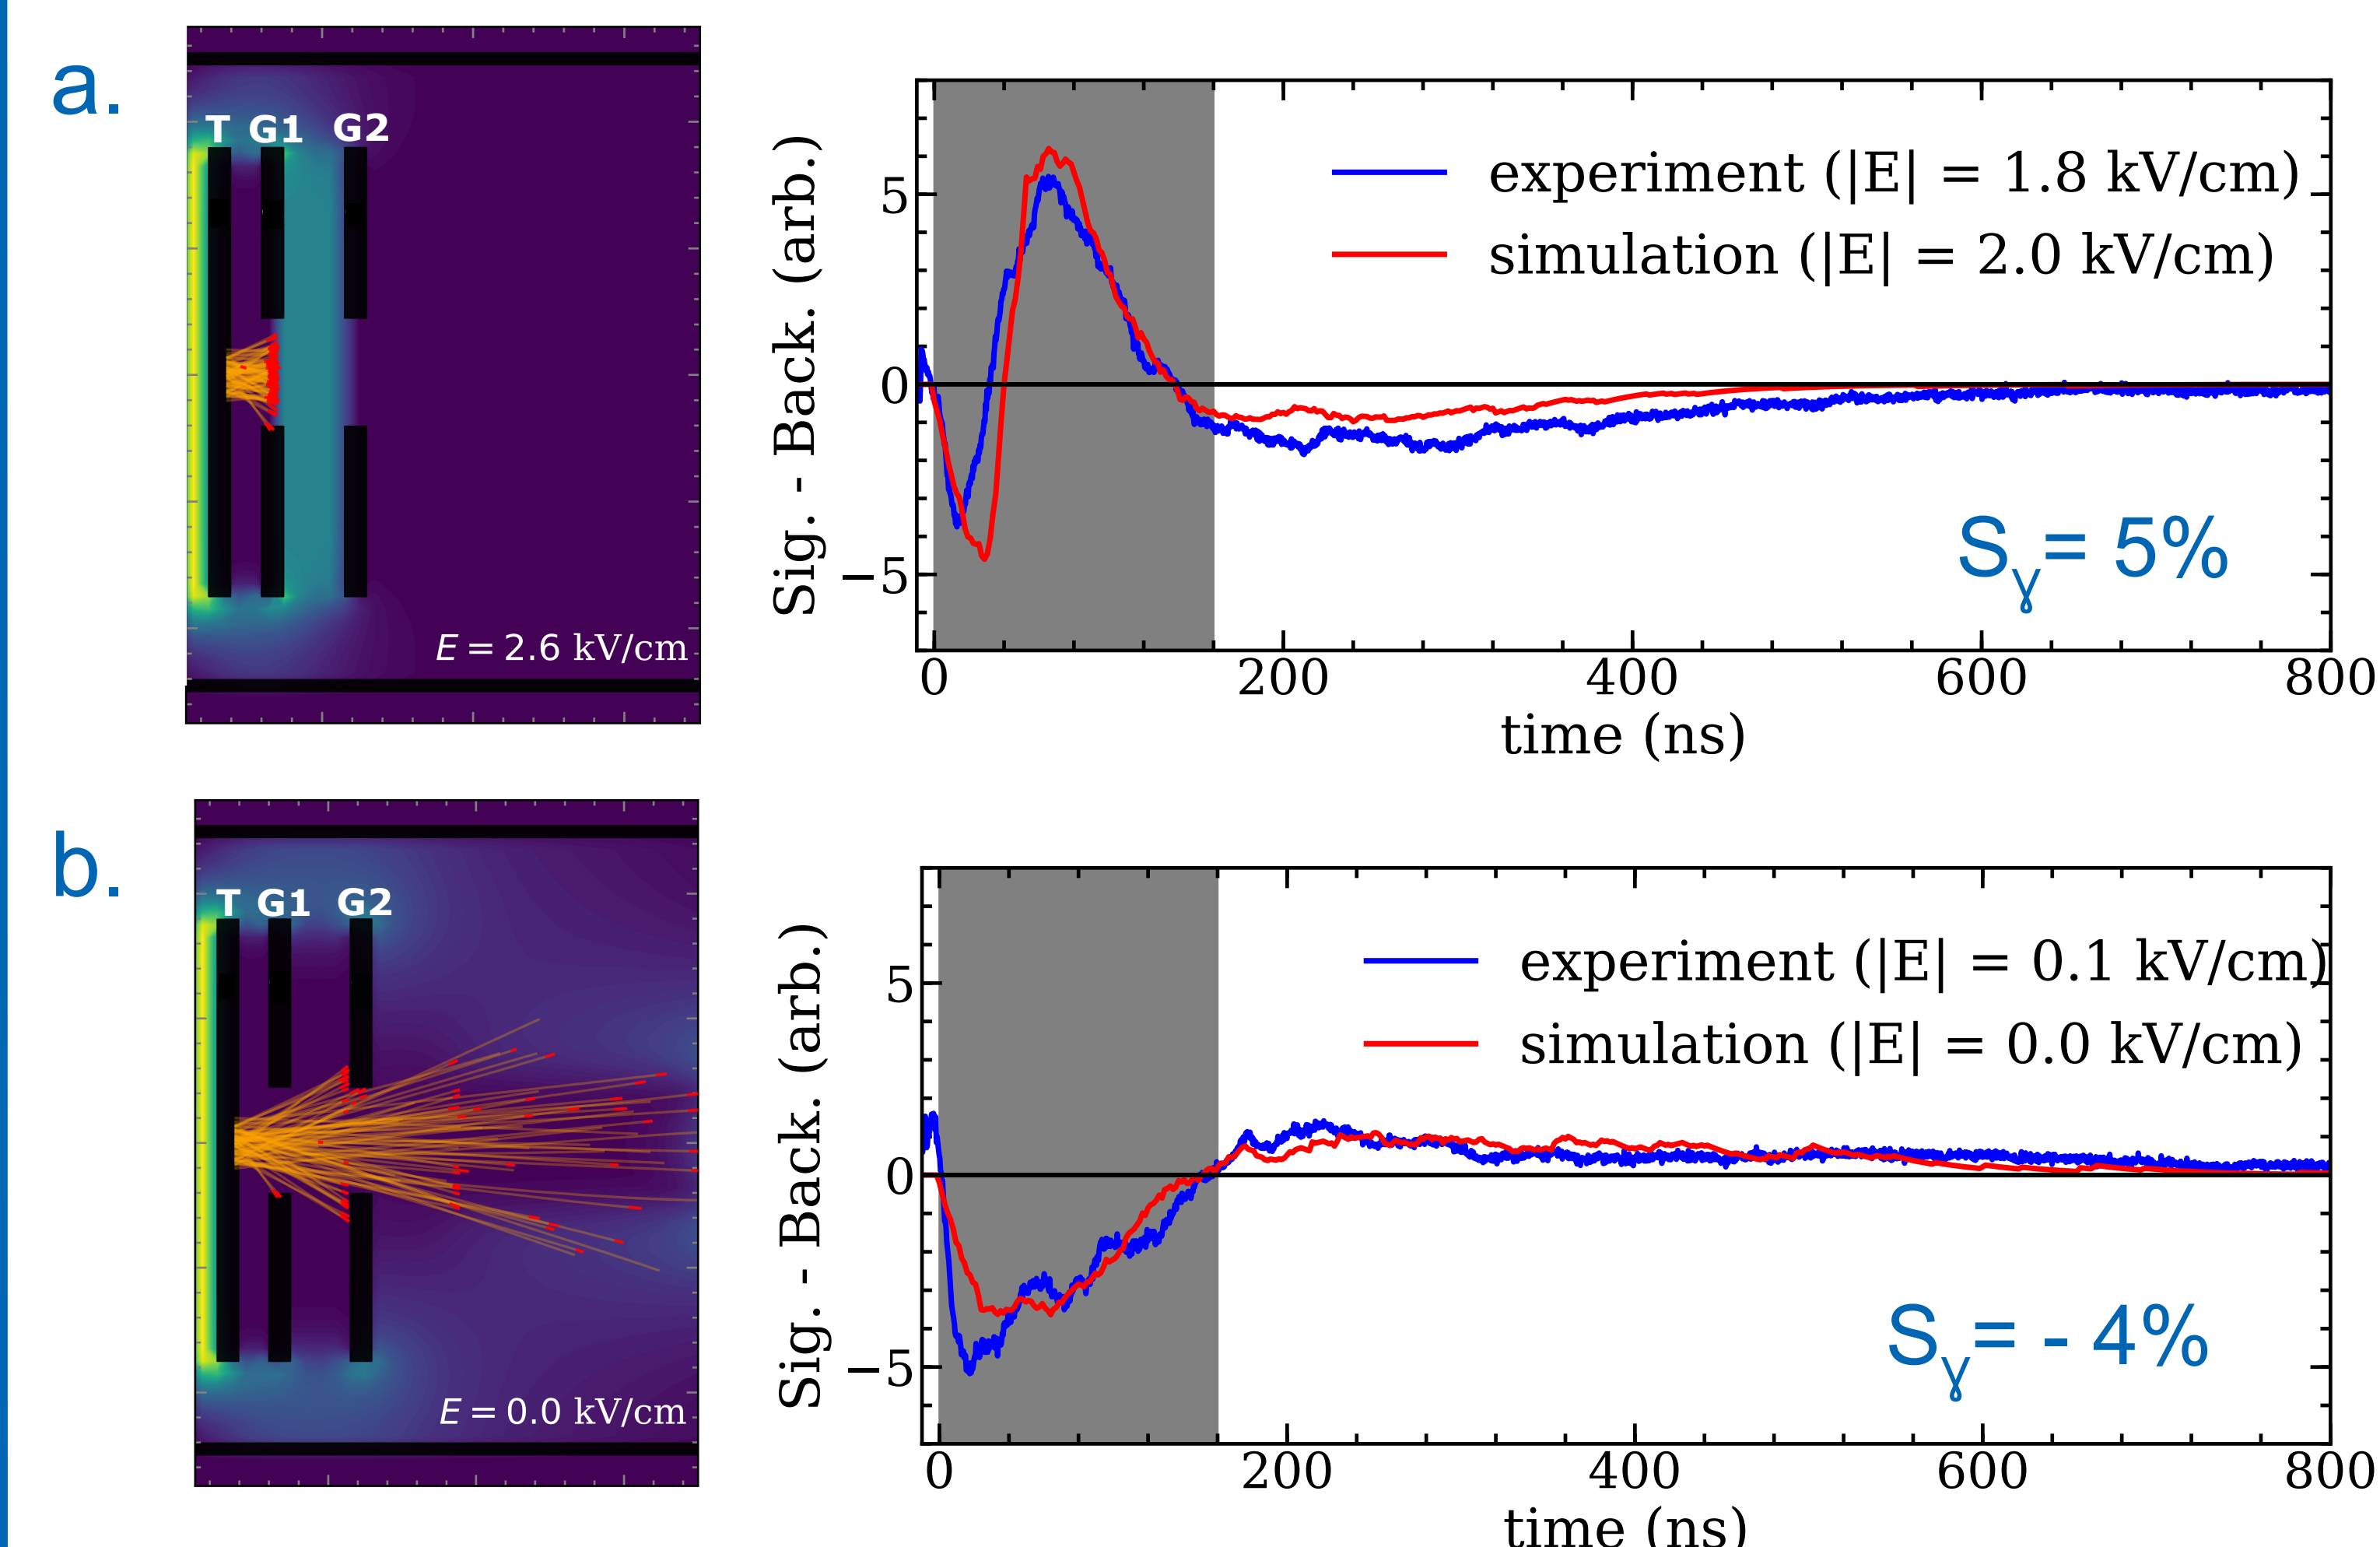 a.
T G1 G2
E = 2.6 kV/cm
Sig. - Back. (arb.)
5
0
−5
experiment (|E| = 1.8 kV/cm)
simulation (|E| = 2.0 kV/cm)
Sγ= 5%
0 200 400 600 800
time (ns)
b.
T G1 G2
E = 0.0 kV/cm
Sig. - Back. (arb.)
5
0
−5
experiment (|E| = 0.1 kV/cm)
simulation (|E| = 0.0 kV/cm)
Sγ= - 4%
0 200 400 600 800
time (ns)